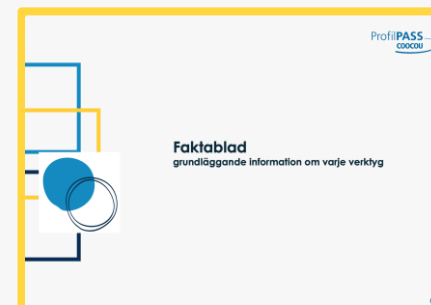 ProfilPASS
COOCOU
Faktablad
grundläggande information om varje verktyg